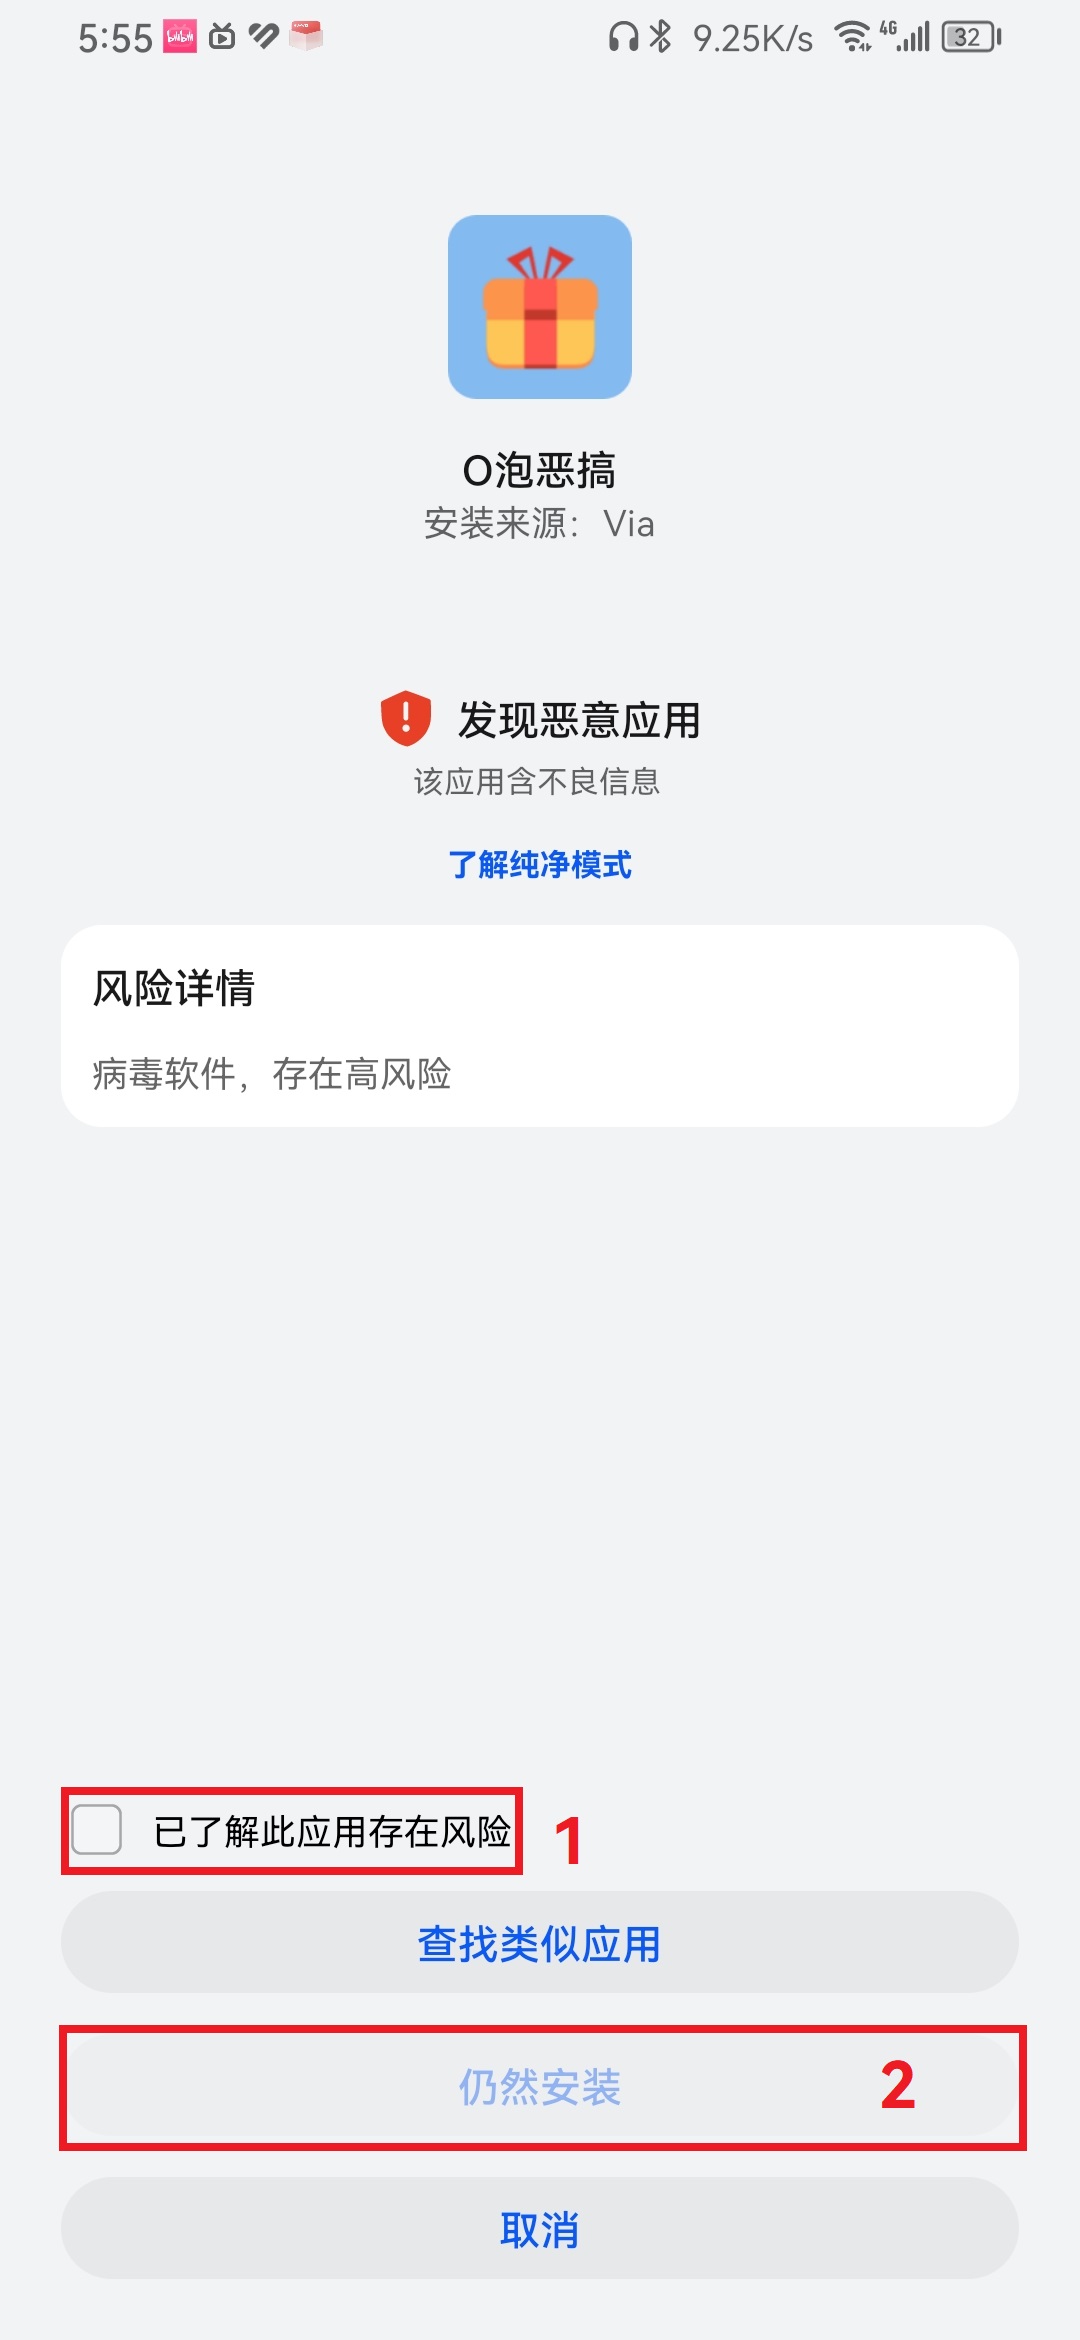 5:55 bilibili 9.25K/s 4G 32
O泡恶搞
安装来源：Via
发现恶意应用
该应用含不良信息
了解纯净模式
风险详情
病毒软件，存在高风险
已了解此应用存在风险 1
查找类似应用
仍然安装 2
取消